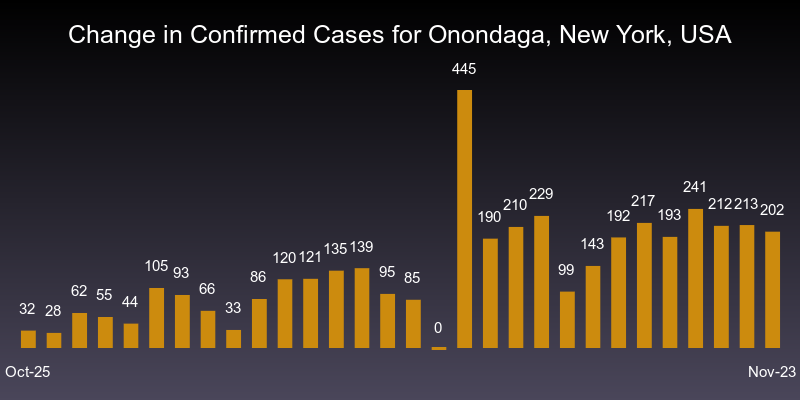 Change in Confirmed Cases for Onondaga, New York, USA
32 28 62 55 44 105 93 66 33 86 120 121 135 139 95 85 0 445 190 210 229 99 143 192 217 193 241 212 213 202
Oct-25 Nov-23